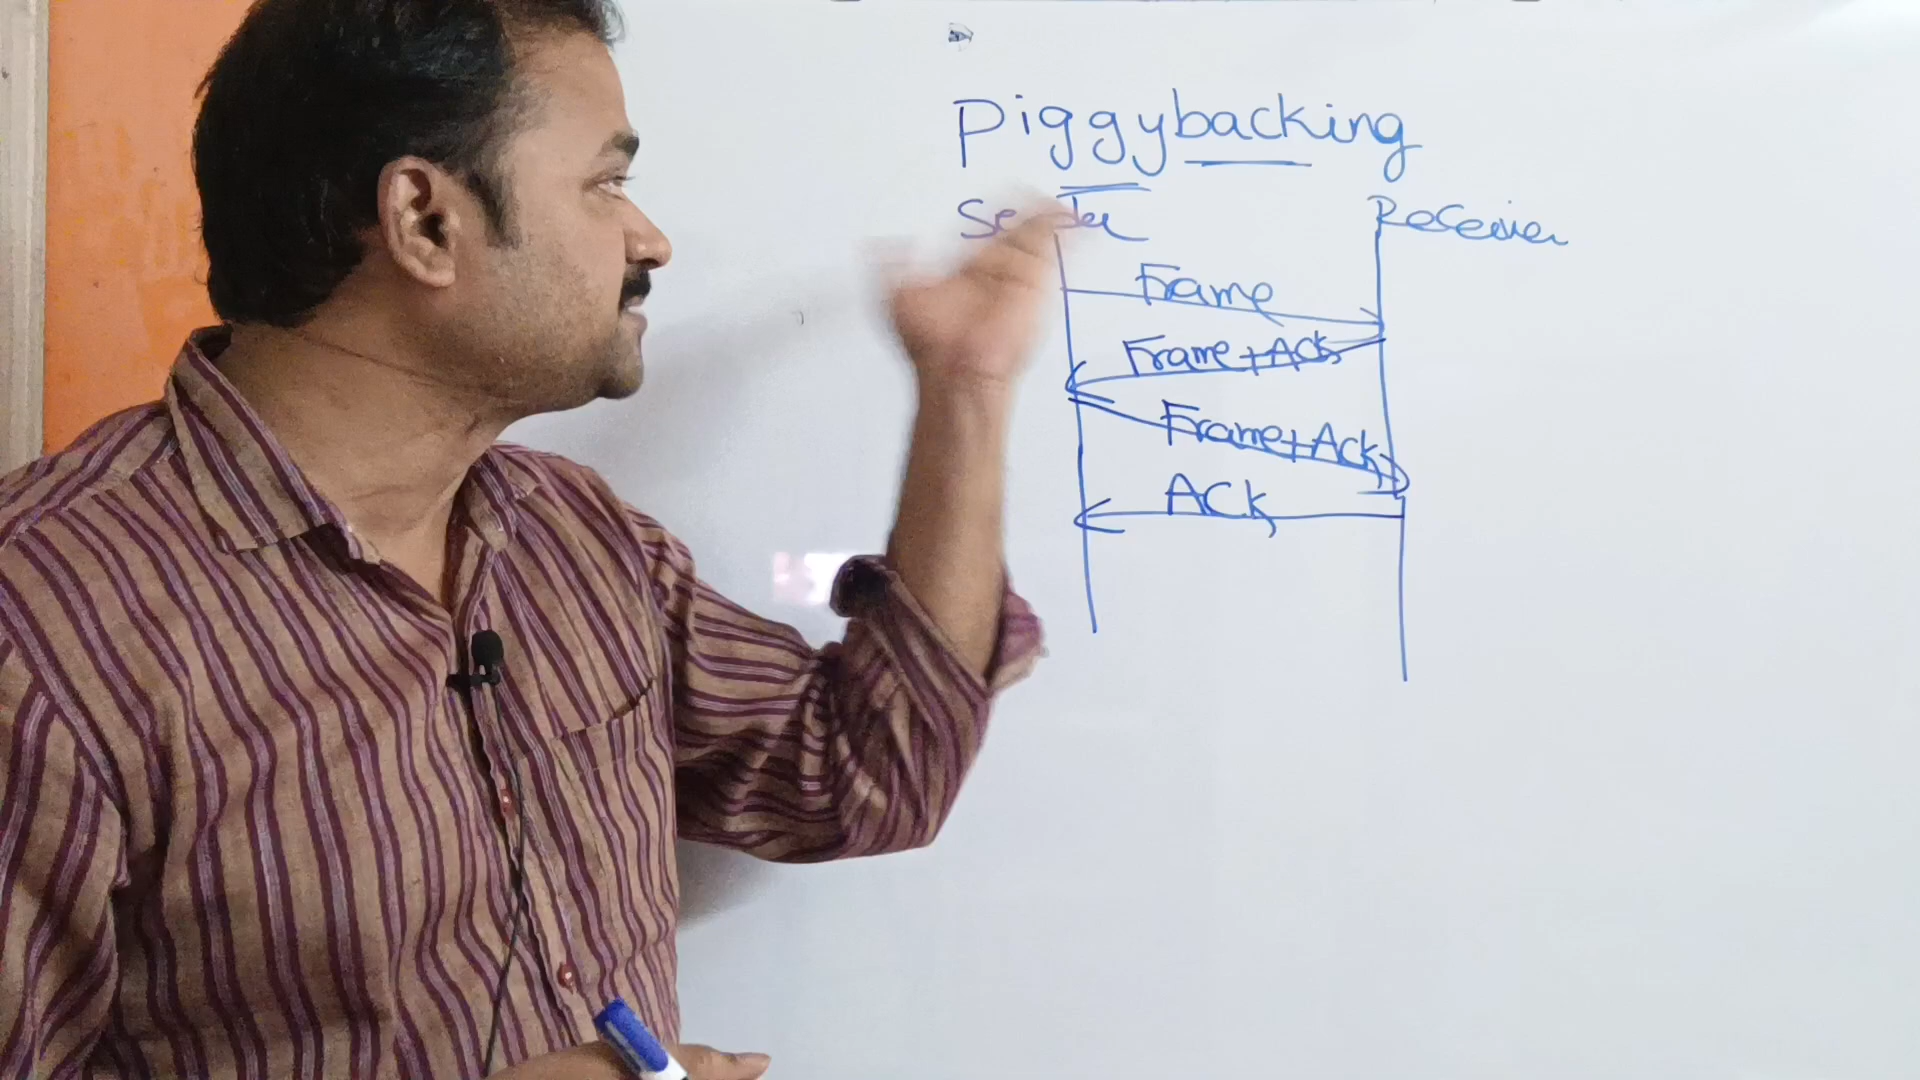 Piggybacking
Sender Receiver
Frame
Frame+Ack
Frame+Ack
ACK